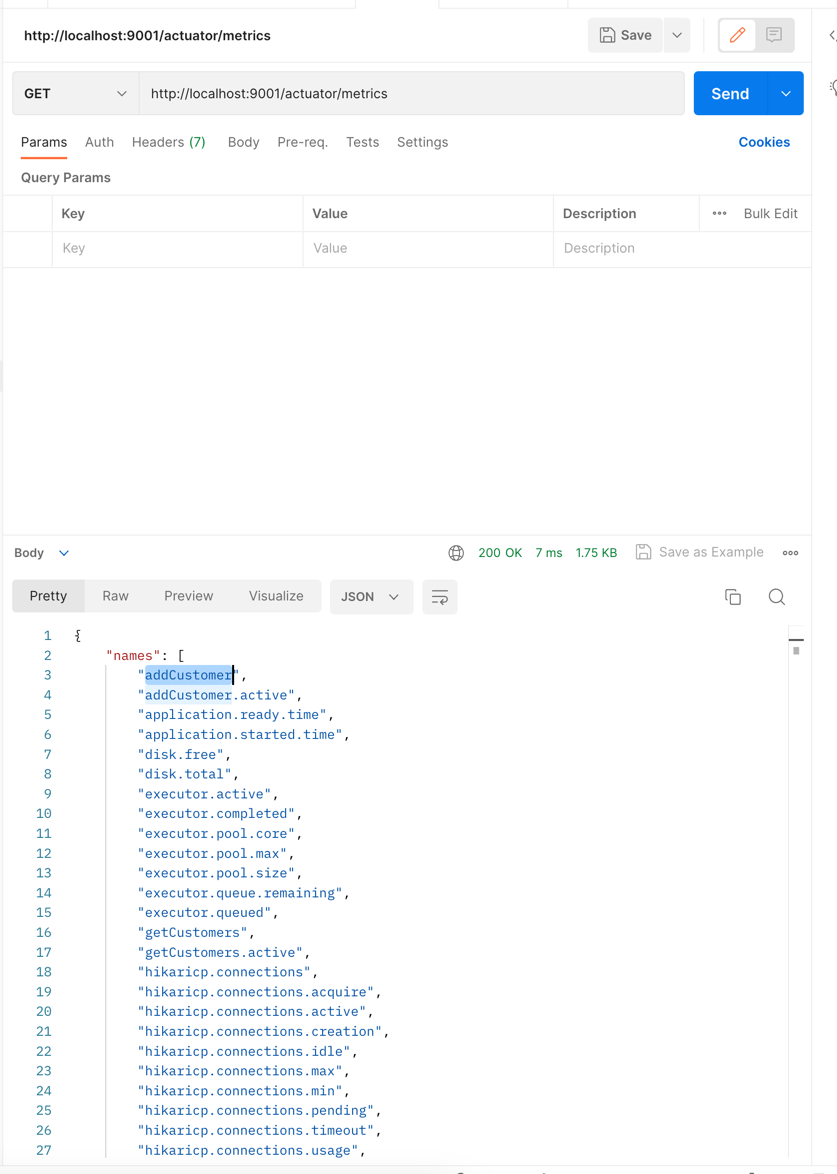 http://localhost:9001/actuator/metrics
Save
GET
http://localhost:9001/actuator/metrics
Send
Params Auth Headers (7) Body Pre-req. Tests Settings Cookies
Query Params
Key Value Description Bulk Edit
Key Value Description
Body 200 OK 7 ms 1.75 KB Save as Example
Pretty Raw Preview Visualize JSON
1 {
2 "names": [
3 "addCustomer",
4 "addCustomer.active",
5 "application.ready.time",
6 "application.started.time",
7 "disk.free",
8 "disk.total",
9 "executor.active",
10 "executor.completed",
11 "executor.pool.core",
12 "executor.pool.max",
13 "executor.pool.size",
14 "executor.queue.remaining",
15 "executor.queued",
16 "getCustomers",
17 "getCustomers.active",
18 "hikaricp.connections",
19 "hikaricp.connections.acquire",
20 "hikaricp.connections.active",
21 "hikaricp.connections.creation",
22 "hikaricp.connections.idle",
23 "hikaricp.connections.max",
24 "hikaricp.connections.min",
25 "hikaricp.connections.pending",
26 "hikaricp.connections.timeout",
27 "hikaricp.connections.usage",